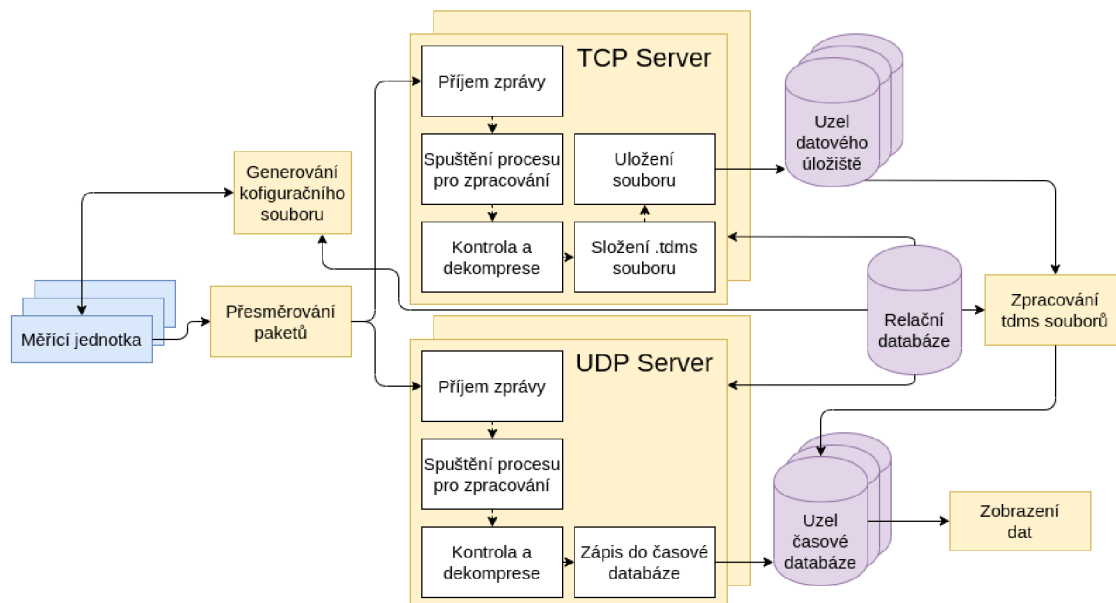 TCP Server
Příjem zprávy
Spuštění procesu
pro zpracování
Kontrola a
dekomprese
Složení .tdms
souboru
Uložení
souboru
Uzel
datového
úložiště
Generování
kofiguračního
souboru
Měřící jednotka
Přesměrování
paketů
Relační
databáze
Zpracování
tdms souborů
UDP Server
Příjem zprávy
Spuštění procesu
pro zpracování
Kontrola a
dekomprese
Zápis do časové
databáze
Uzel
časové
databáze
Zobrazení
dat